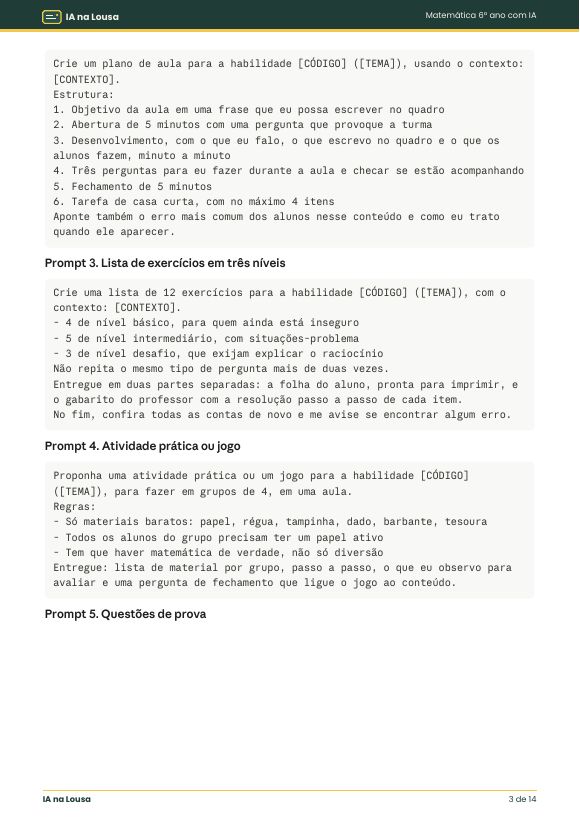 IA na Lousa
Matemática 6º ano com IA
Crie um plano de aula para a habilidade [CÓDIGO] ([TEMA]), usando o contexto:
[CONTEXTO].
Estrutura:
1. Objetivo da aula em uma frase que eu possa escrever no quadro
2. Abertura de 5 minutos com uma pergunta que provoque a turma
3. Desenvolvimento, com o que eu falo, o que escrevo no quadro e o que os
alunos fazem, minuto a minuto
4. Três perguntas para eu fazer durante a aula e checar se estão acompanhando
5. Fechamento de 5 minutos
6. Tarefa de casa curta, com no máximo 4 itens
Aponte também o erro mais comum dos alunos nesse conteúdo e como eu trato
quando ele aparecer.
Prompt 3. Lista de exercícios em três níveis
Crie uma lista de 12 exercícios para a habilidade [CÓDIGO] ([TEMA]), com o
contexto: [CONTEXTO].
- 4 de nível básico, para quem ainda está inseguro
- 5 de nível intermediário, com situações-problema
- 3 de nível desafio, que exijam explicar o raciocínio
Não repita o mesmo tipo de pergunta mais de duas vezes.
Entregue em duas partes separadas: a folha do aluno, pronta para imprimir, e
o gabarito do professor com a resolução passo a passo de cada item.
No fim, confira todas as contas de novo e me avise se encontrar algum erro.
Prompt 4. Atividade prática ou jogo
Proponha uma atividade prática ou um jogo para a habilidade [CÓDIGO]
([TEMA]), para fazer em grupos de 4, em uma aula.
Regras:
- Só materiais baratos: papel, régua, tampinha, dado, barbante, tesoura
- Todos os alunos do grupo precisam ter um papel ativo
- Tem que haver matemática de verdade, não só diversão
Entregue: lista de material por grupo, passo a passo, o que eu observo para
avaliar e uma pergunta de fechamento que ligue o jogo ao conteúdo.
Prompt 5. Questões de prova
IA na Lousa
3 de 14